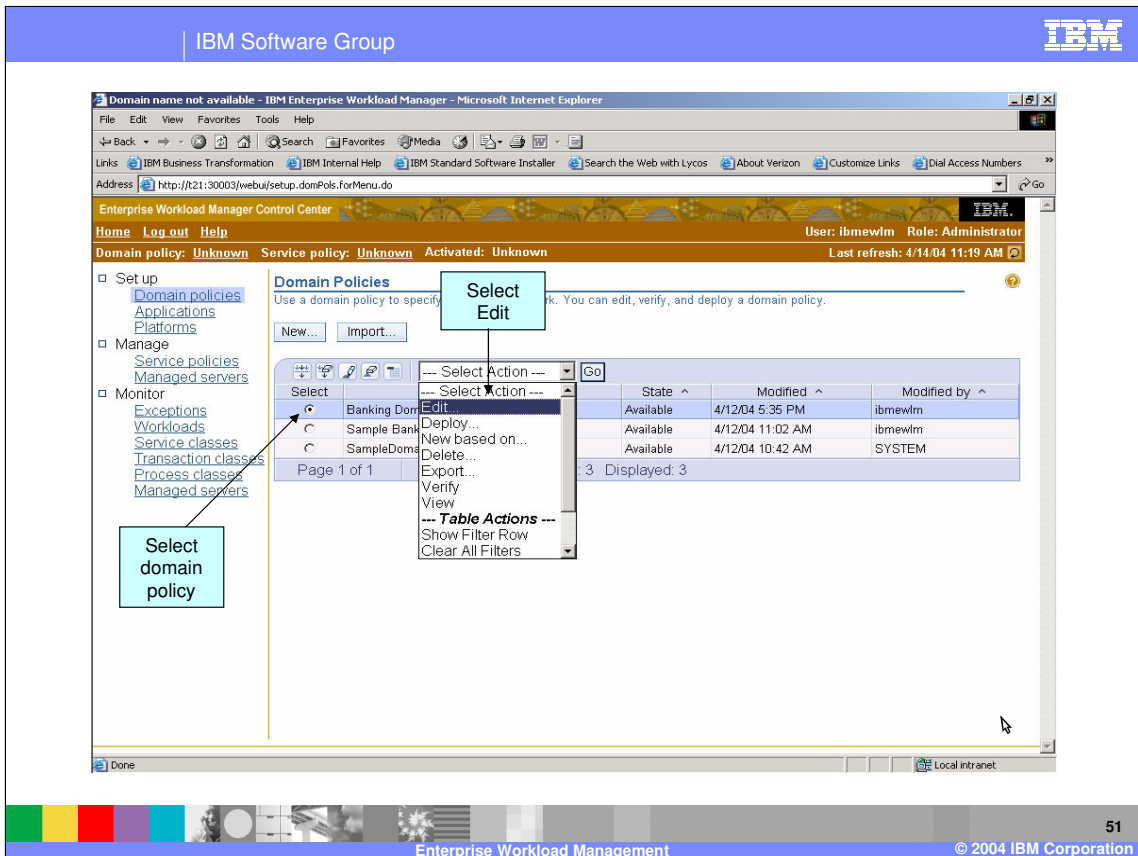 IBM Software Group
IBM
Domain name not available - IBM Enterprise Workload Manager - Microsoft Internet Explorer
File Edit View Favorites Tools Help
Back Search Favorites Media
Links IBM Business Transformation IBM Internal Help IBM Standard Software Installer Search the Web with Lycos About Verizon Customize Links Dial Access Numbers »
Address http://t21:30003/webui/setup.domPols.forMenu.do Go
Enterprise Workload Manager Control Center IBM.
Home Log out Help User: ibmewlm Role: Administrator
Domain policy: Unknown Service policy: Unknown Activated: Unknown Last refresh: 4/14/04 11:19 AM
Set up
Domain policies
Applications
Platforms
Manage
Service policies
Managed servers
Monitor
Exceptions
Workloads
Service classes
Transaction classes
Process classes
Managed servers
Domain Policies
Use a domain policy to specify rk. You can edit, verify, and deploy a domain policy.
Select
Edit
New... Import...
--- Select Action --- Go
Select State Modified Modified by
Banking Dom Available 4/12/04 5:35 PM ibmewlm
Sample Bank Available 4/12/04 11:02 AM ibmewlm
SampleDoma Available 4/12/04 10:42 AM SYSTEM
Page 1 of 1 : 3 Displayed: 3
--- Select Action ---
Edit...
Deploy...
New based on...
Delete...
Export...
Verify
View
--- Table Actions ---
Show Filter Row
Clear All Filters
Select
domain
policy
Done Local intranet
51
Enterprise Workload Management © 2004 IBM Corporation